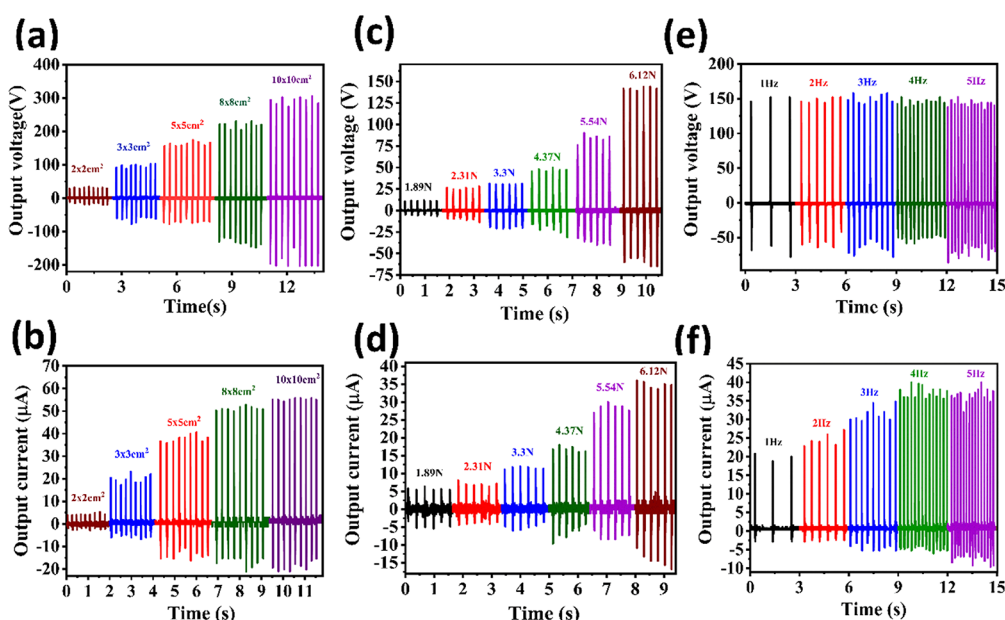 (a)
Output voltage(V)
400
300
200
100
0
-100
-200
2x2cm²
3x3cm²
5x5cm²
8x8cm²
10x10cm²
0 3 6 9 12
Time(s)
(c)
Output voltage (V)
150
125
100
75
50
25
0
-25
-50
-75
1.89N
2.31N
3.3N
4.37N
5.54N
6.12N
0 1 2 3 4 5 6 7 8 9 10
Time (s)
(e)
Output voltage (V)
200
150
100
50
0
-50
1Hz 2Hz 3Hz 4Hz 5Hz
0 3 6 9 12 15
Timc (s)
(b)
Output current (μA)
70
60
50
40
30
20
10
0
-10
-20
2x2cm²
3x3cm²
5x5cm²
8x8cm²
10x10cm²
0 1 2 3 4 5 6 7 8 9 10 11
Time (s)
(d)
Output current (μA)
40
35
30
25
20
15
10
5
0
-5
-10
-15
1.89N
2.31N
3.3N
4.37N
5.54N
6.12N
0 1 2 3 4 5 6 7 8 9
Time (s)
(f)
Output current (μA)
45
40
35
30
25
20
15
10
5
0
-5
-10
1Hz
2Hz
3Hz
4Hz
5Hz
0 3 6 9 12 15
Time (s)